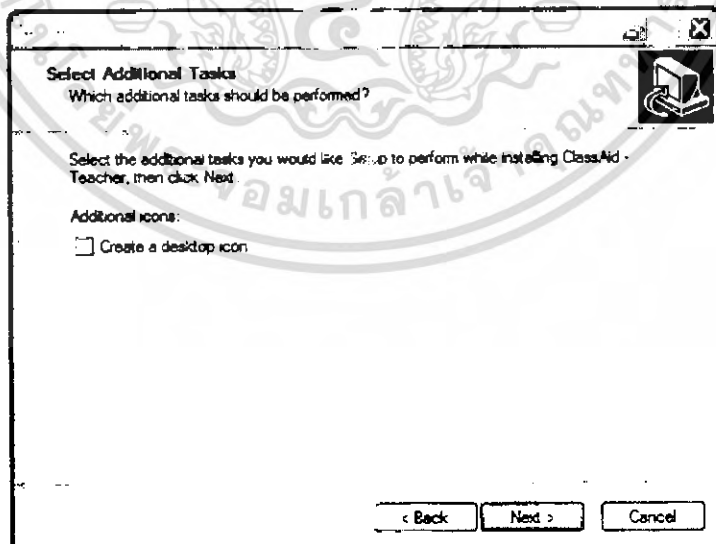 Select Additional Tasks
Which additional tasks should be performed?
Select the additional tasks you would like Setup to perform while installing ClassAid -
Teacher, then click Next
Additional icons:
Create a desktop icon
< Back
Next >
Cancel